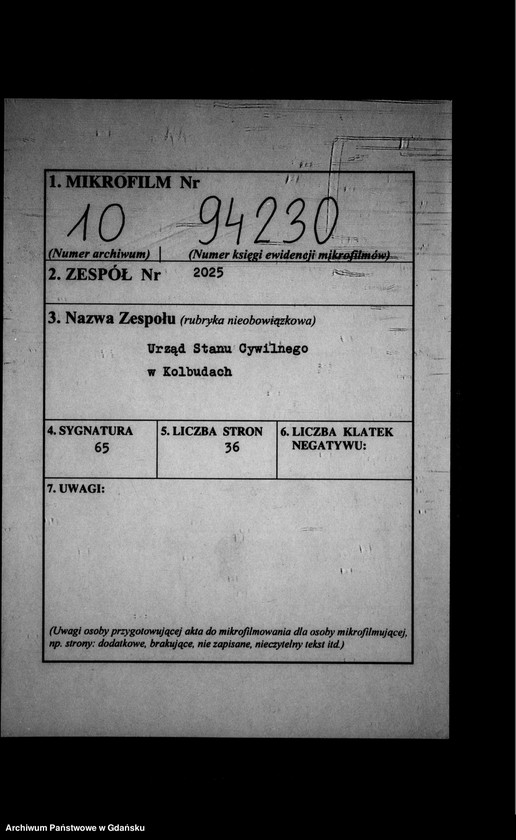 1. MIKROFILM Nr
10 94230
(Numer archiwum) (Numer księgi ewidencji mikrofilmów)
2. ZESPÓŁ Nr 2025
3. Nazwa Zespołu (rubryka nieobowiązkowa)
Urząd Stanu Cywilnego
w Kolbudach
4. SYGNATURA 5. LICZBA STRON 6. LICZBA KLATEK
NEGATYWU:
65 36
7. UWAGI:
(Uwagi osoby przygotowującej akta do mikrofilmowania dla osoby mikrofilmującej,
np. strony: dodatkowe, brakujące, nie zapisane, nieczytelny tekst itd.)
Archiwum Państwowe w Gdańsku